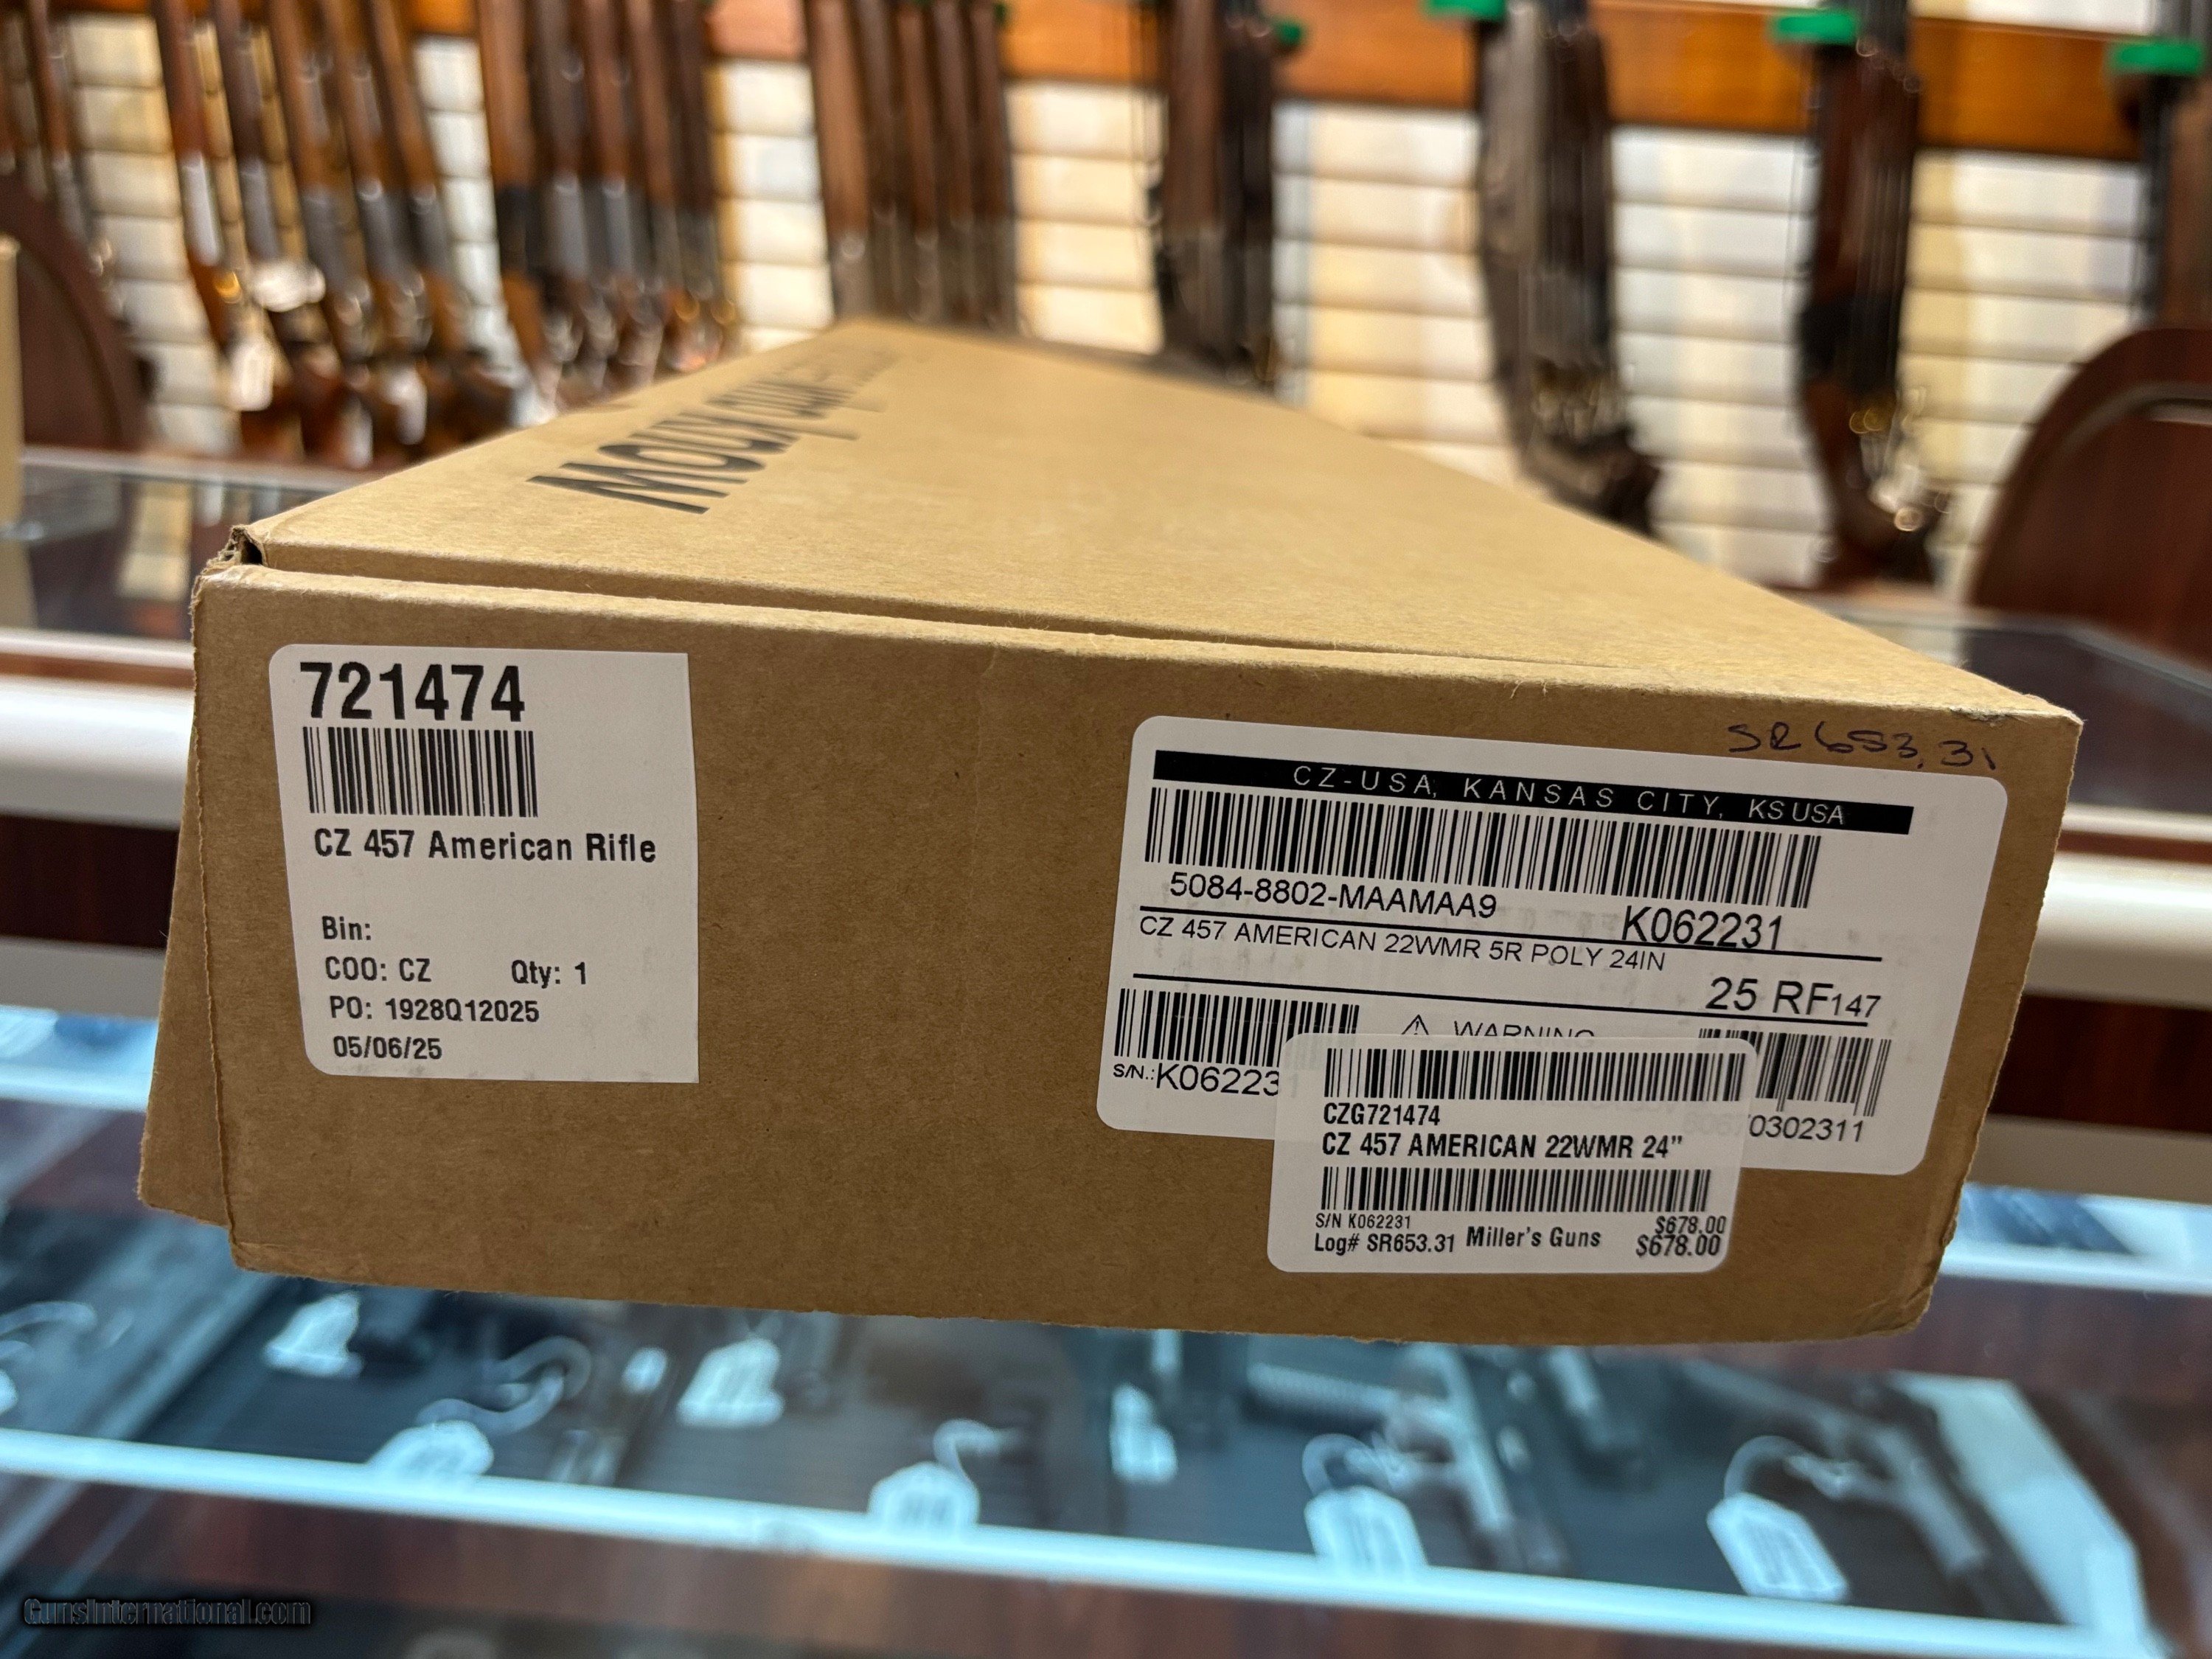 721474
CZ 457 American Rifle
Bin:
COO: CZ Qty: 1
PO: 1928Q12025
05/06/25
SR653.31
CZ-USA, KANSAS CITY, KS USA
5084-8802-MAAMAA9 K062231
CZ 457 AMERICAN 22WMR 5R POLY 24IN
25 RF147
⚠ WARNING
S/N.:K062231
0302311
CZG721474
CZ 457 AMERICAN 22WMR 24”
S/N K062231 $678.00
Log# SR653.31 Miller's Guns $678.00
GunsInternational.com